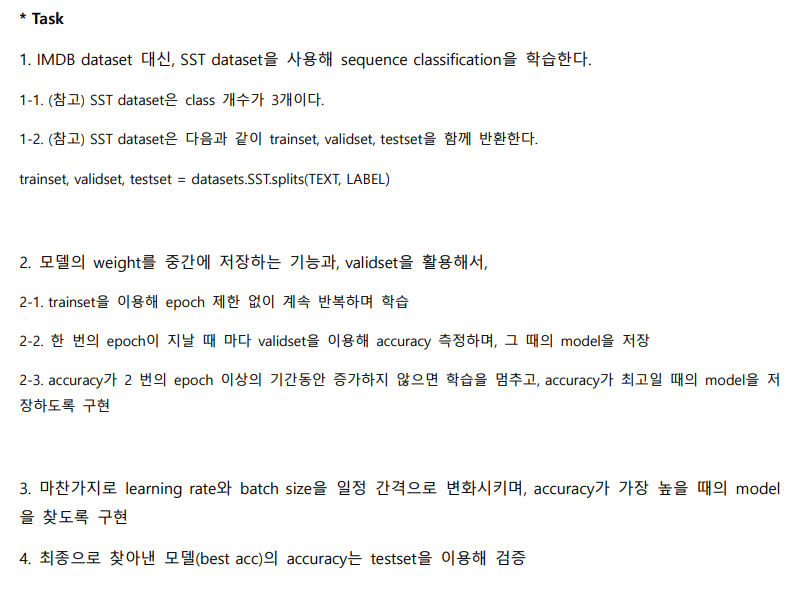 * Task
1. IMDB dataset 대신, SST dataset을 사용해 sequence classification을 학습한다.
1-1. (참고) SST dataset은 class 개수가 3개이다.
1-2. (참고) SST dataset은 다음과 같이 trainset, validset, testset을 함께 반환한다.
trainset, validset, testset = datasets.SST.splits(TEXT, LABEL)
2. 모델의 weight를 중간에 저장하는 기능과, validset을 활용해서,
2-1. trainset을 이용해 epoch 제한 없이 계속 반복하며 학습
2-2. 한 번의 epoch이 지날 때 마다 validset을 이용해 accuracy 측정하며, 그 때의 model을 저장
2-3. accuracy가 2 번의 epoch 이상의 기간동안 증가하지 않으면 학습을 멈추고, accuracy가 최고일 때의 model을 저
장하도록 구현
3. 마찬가지로 learning rate와 batch size을 일정 간격으로 변화시키며, accuracy가 가장 높을 때의 model
을 찾도록 구현
4. 최종으로 찾아낸 모델(best acc)의 accuracy는 testset을 이용해 검증